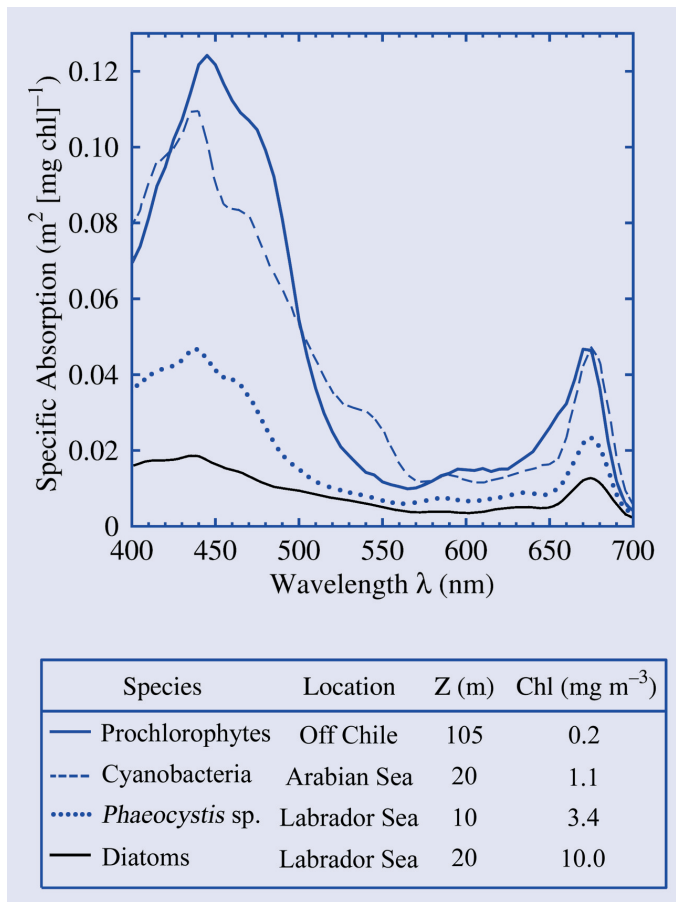 0.12
0.10
0.08
0.06
0.04
0.02
0
Specific Absorption (m² [mg chl]⁻¹)
400 450 500 550 600 650 700
Wavelength λ (nm)
Species Location Z (m) Chl (mg m⁻³)
Prochlorophytes Off Chile 105 0.2
Cyanobacteria Arabian Sea 20 1.1
Phaeocystis sp. Labrador Sea 10 3.4
Diatoms Labrador Sea 20 10.0